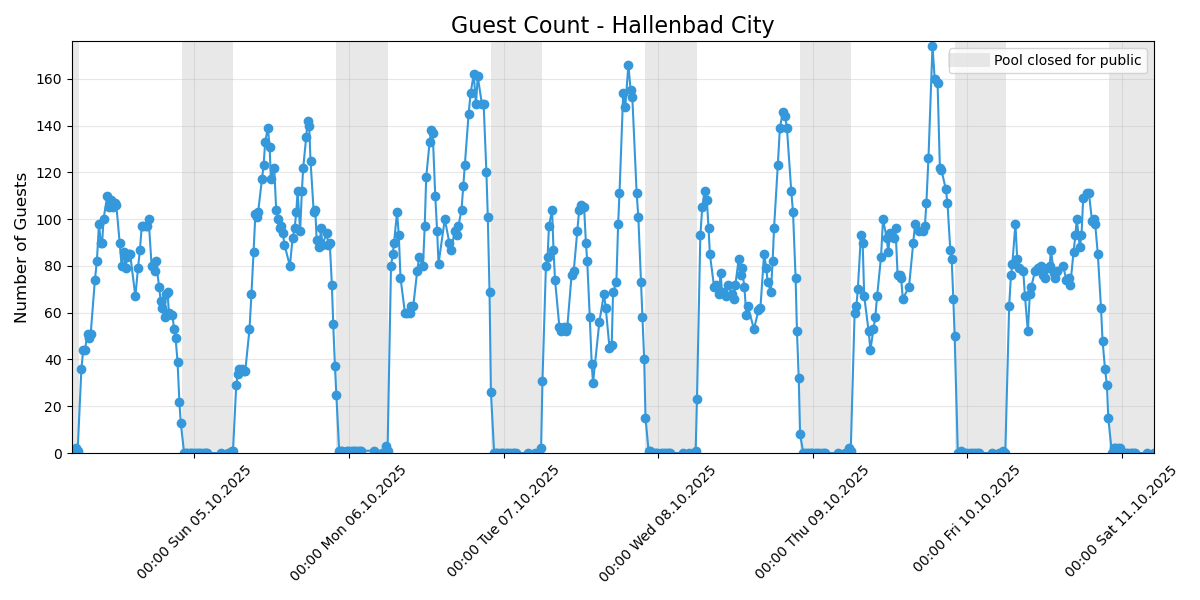 Guest Count - Hallenbad City
Pool closed for public
Number of Guests
160
140
120
100
80
60
40
20
0
00:00 Sun 05.10.2025
00:00 Mon 06.10.2025
00:00 Tue 07.10.2025
00:00 Wed 08.10.2025
00:00 Thu 09.10.2025
00:00 Fri 10.10.2025
00:00 Sat 11.10.2025